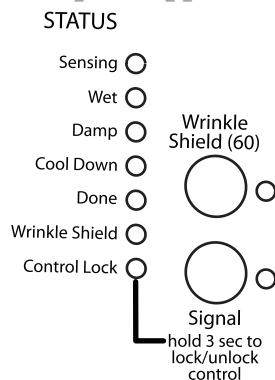 STATUS
Sensing
Wet
Damp
Cool Down
Done
Wrinkle Shield
Control Lock
Wrinkle
Shield (60)
Signal
hold 3 sec to
lock/unlock
control